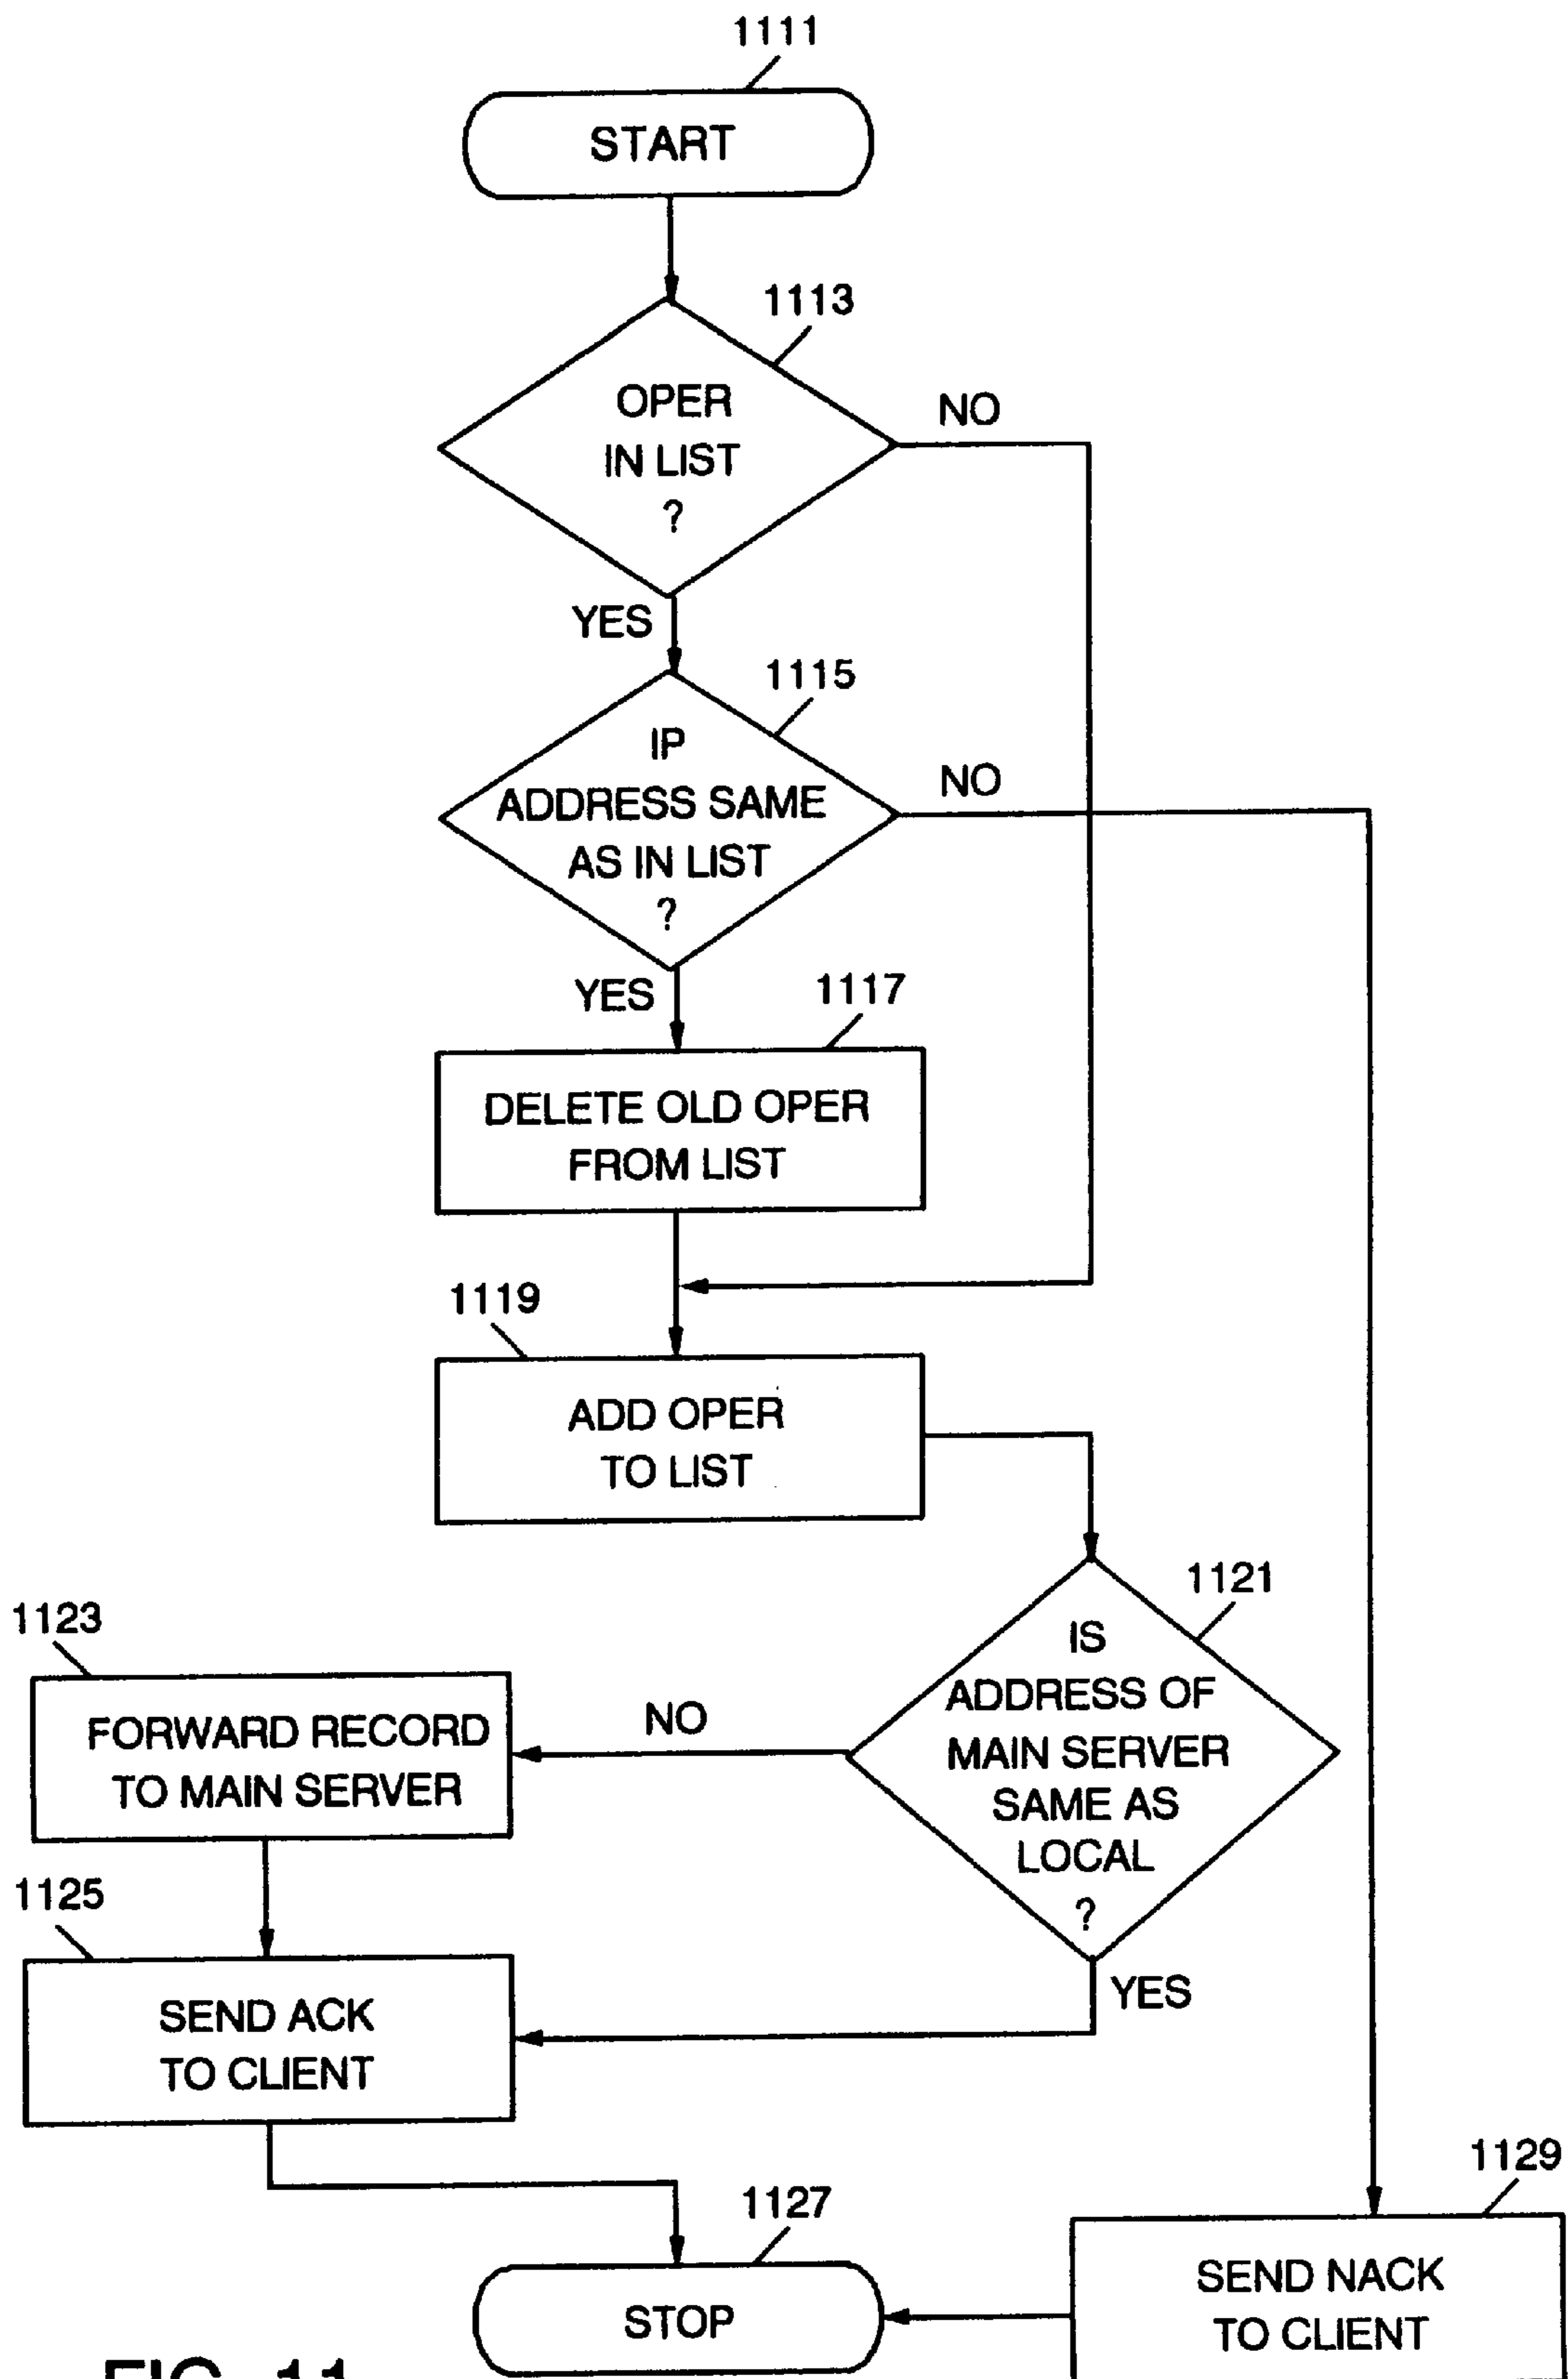 1111
START
1113
OPER
IN LIST
?
NO
YES
1115
IP
ADDRESS SAME
AS IN LIST
?
NO
YES
1117
DELETE OLD OPER
FROM LIST
1119
ADD OPER
TO LIST
1121
IS
ADDRESS OF
MAIN SERVER
SAME AS
LOCAL
?
NO
YES
1123
FORWARD RECORD
TO MAIN SERVER
1125
SEND ACK
TO CLIENT
1127
STOP
1129
SEND NACK
TO CLIENT
FIG. 11